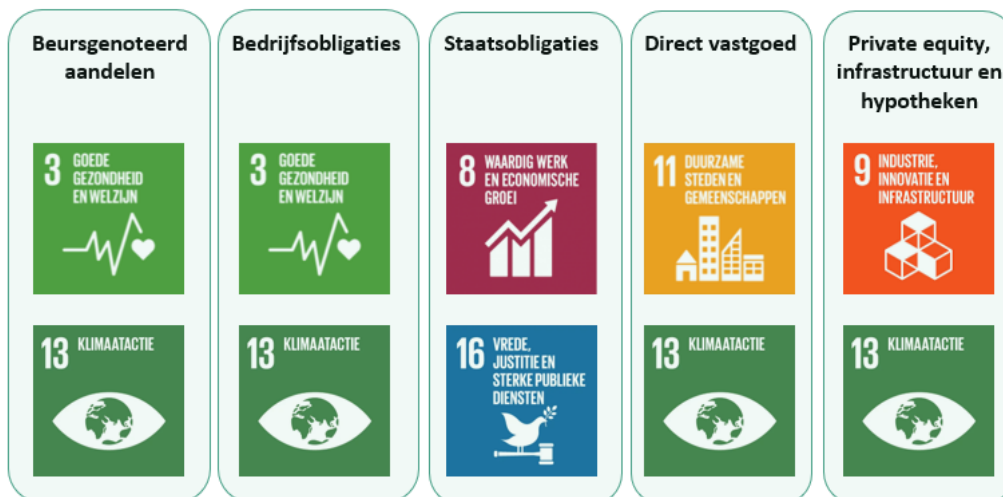 Beursgenoteerd
aandelen
3 GOEDE
GEZONDHEID
EN WELZIJN
13 KLIMAATACTIE
Bedrijfsobligaties
3 GOEDE
GEZONDHEID
EN WELZIJN
13 KLIMAATACTIE
Staatsobligaties
8 WAARDIG WERK
EN ECONOMISCHE
GROEI
16 VREDE,
JUSTITIE EN
STERKE PUBLIEKE
DIENSTEN
Direct vastgoed
11 DUURZAME
STEDEN EN
GEMEENSCHAPPEN
13 KLIMAATACTIE
Private equity,
infrastructuur en
hypotheken
9 INDUSTRIE,
INNOVATIE EN
INFRASTRUCTUUR
13 KLIMAATACTIE